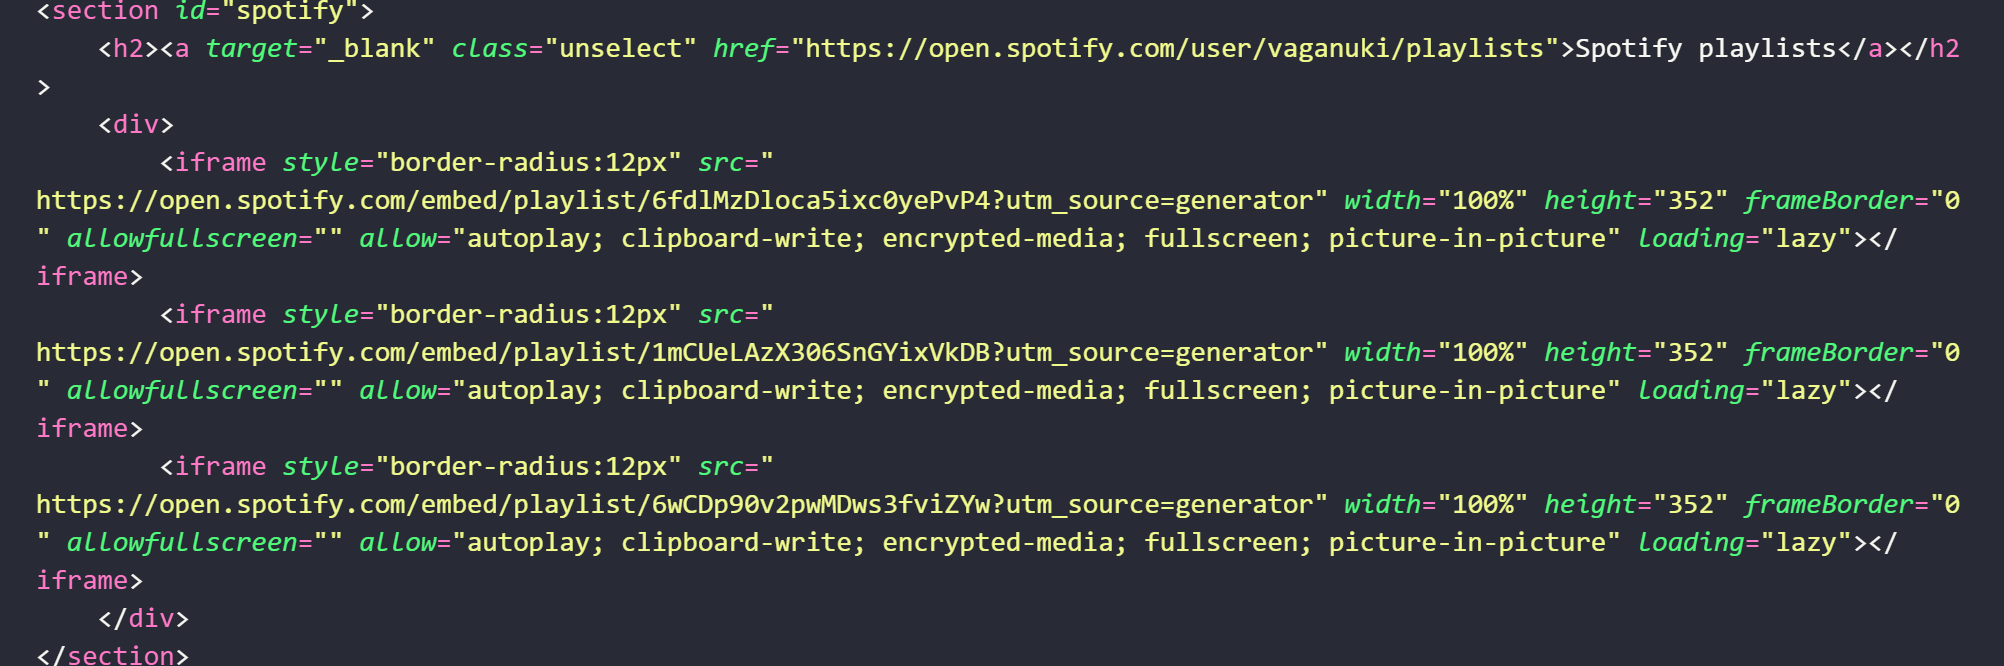 <section id="spotify">
    <h2><a target="_blank" class="unselect" href="https://open.spotify.com/user/vaganuki/playlists">Spotify playlists</a></h2
>
    <div>
        <iframe style="border-radius:12px" src="
https://open.spotify.com/embed/playlist/6fdlMzDloca5ixc0yePvP4?utm_source=generator" width="100%" height="352" frameBorder="0
" allowfullscreen="" allow="autoplay; clipboard-write; encrypted-media; fullscreen; picture-in-picture" loading="lazy"></
iframe>
        <iframe style="border-radius:12px" src="
https://open.spotify.com/embed/playlist/1mCUeLAzX306SnGYixVkDB?utm_source=generator" width="100%" height="352" frameBorder="0
" allowfullscreen="" allow="autoplay; clipboard-write; encrypted-media; fullscreen; picture-in-picture" loading="lazy"></
iframe>
        <iframe style="border-radius:12px" src="
https://open.spotify.com/embed/playlist/6wCDp90v2pwMDws3fviZYw?utm_source=generator" width="100%" height="352" frameBorder="0
" allowfullscreen="" allow="autoplay; clipboard-write; encrypted-media; fullscreen; picture-in-picture" loading="lazy"></
iframe>
    </div>
</section>